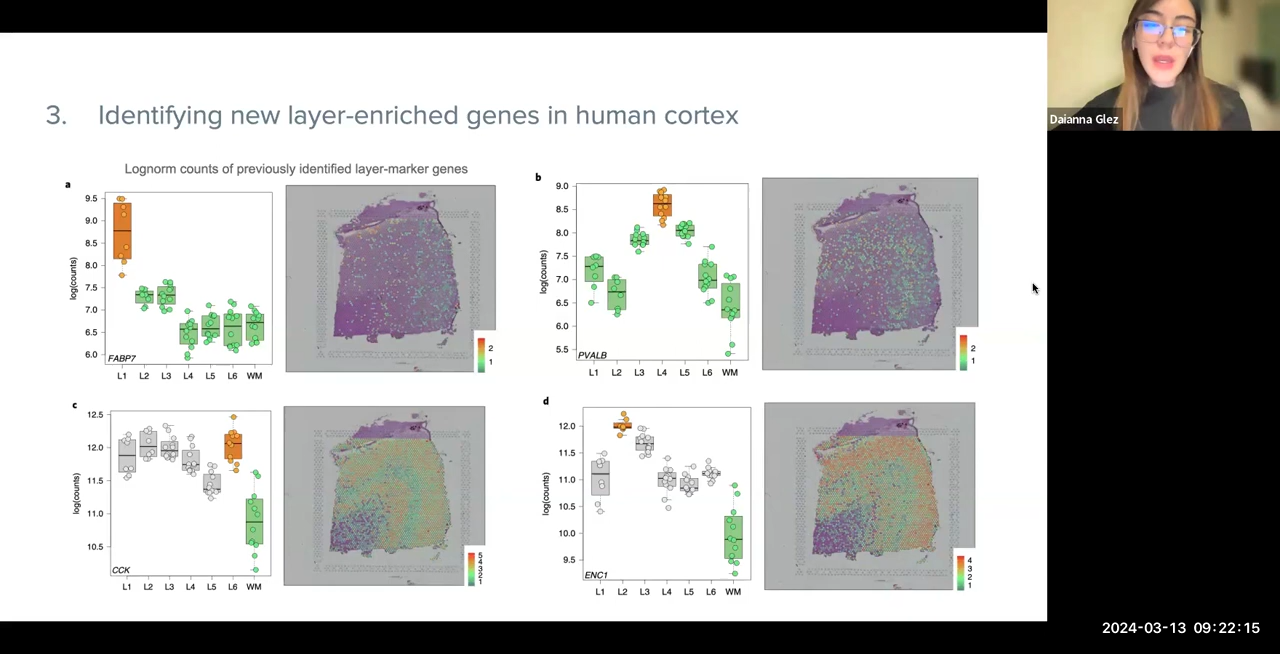 3. Identifying new layer-enriched genes in human cortex
Daianna Glez
Lognorm counts of previously identified layer-marker genes
a
9.5
9.0
8.5
8.0
7.5
7.0
6.5
6.0
log(counts)
FABP7
L1 L2 L3 L4 L5 L6 WM
2
1
b
9.0
8.5
8.0
7.5
7.0
6.5
6.0
5.5
log(counts)
PVALB
L1 L2 L3 L4 L5 L6 WM
2
1
c
12.5
12.0
11.5
11.0
10.5
log(counts)
CCK
L1 L2 L3 L4 L5 L6 WM
5
4
3
2
1
d
12.0
11.5
11.0
10.5
10.0
9.5
log(counts)
ENC1
L1 L2 L3 L4 L5 L6 WM
4
3
2
1
2024-03-13 09:22:15